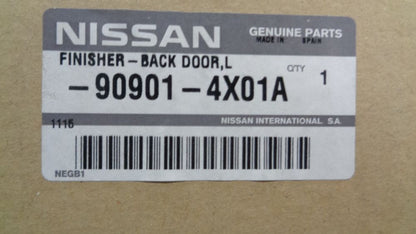 NISSAN
GENUINE PARTS
MADE IN SPAIN
FINISHER-BACK DOOR,L
QTY 1
-90901-4X01A
1116
NISSAN INTERNATIONAL SA
NEGB1